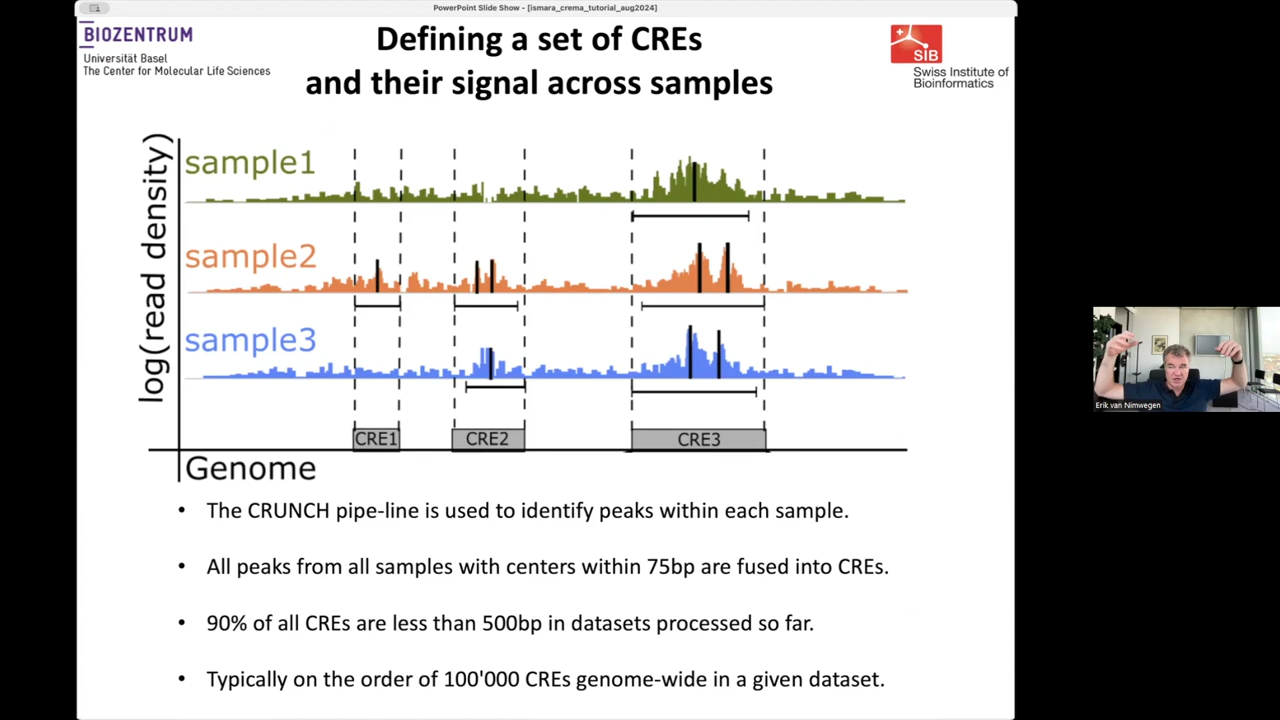 PowerPoint Slide Show - [ismara_crema_tutorial_aug2024]
BIOZENTRUM
Universität Basel
The Center for Molecular Life Sciences
Defining a set of CREs
and their signal across samples
SIB
Swiss Institute of
Bioinformatics
log(read density)
sample1
sample2
sample3
CRE1
CRE2
CRE3
Genome
• The CRUNCH pipe-line is used to identify peaks within each sample.
• All peaks from all samples with centers within 75bp are fused into CREs.
• 90% of all CREs are less than 500bp in datasets processed so far.
• Typically on the order of 100'000 CREs genome-wide in a given dataset.
Erik van Nimwegen